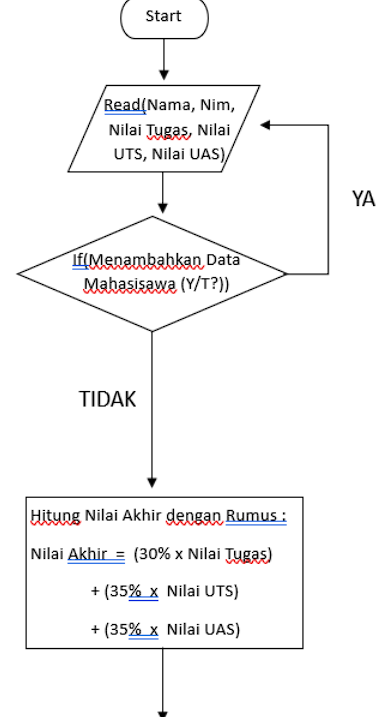 Start
Read(Nama, Nim,
Nilai Tugas, Nilai
UTS, Nilai UAS)
YA
If(Menambahkan Data
Mahasisawa (Y/T?))
TIDAK
Hitung Nilai Akhir dengan Rumus :
Nilai Akhir = (30% x Nilai Tugas)
+ (35% x Nilai UTS)
+ (35% x Nilai UAS)